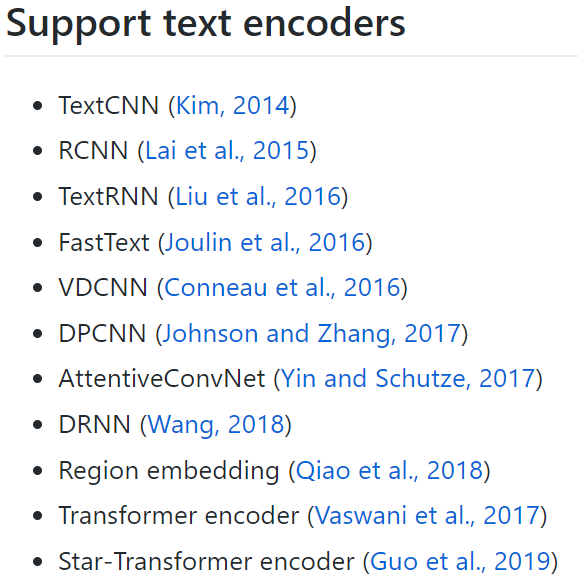 Support text encoders
• TextCNN (Kim, 2014)
• RCNN (Lai et al., 2015)
• TextRNN (Liu et al., 2016)
• FastText (Joulin et al., 2016)
• VDCNN (Conneau et al., 2016)
• DPCNN (Johnson and Zhang, 2017)
• AttentiveConvNet (Yin and Schutze, 2017)
• DRNN (Wang, 2018)
• Region embedding (Qiao et al., 2018)
• Transformer encoder (Vaswani et al., 2017)
• Star-Transformer encoder (Guo et al., 2019)